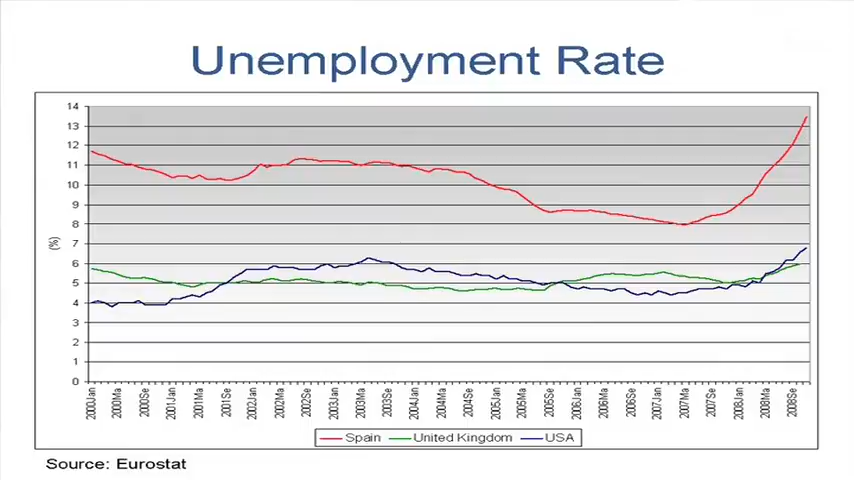 Unemployment Rate
14
13
12
11
10
9
8
7
6
5
4
3
2
1
0
(%)
2000Jan
2000Ma
2000Se
2001Jan
2001Ma
2001Se
2002Jan
2002Ma
2002Se
2003Jan
2003Ma
2003Se
2004Jan
2004Ma
2004Se
2005Jan
2005Ma
2005Se
2006Jan
2006Ma
2006Se
2007Jan
2007Ma
2007Se
2008Jan
2008Ma
2008Se
Spain United Kingdom USA
Source: Eurostat